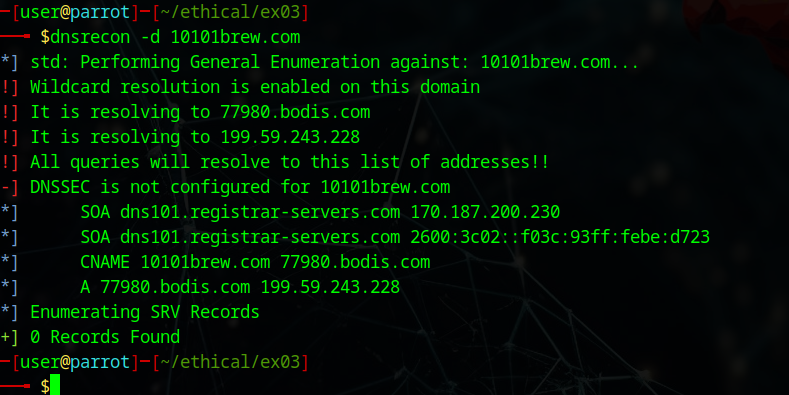 ─[user@parrot]─[~/ethical/ex03]
──╼ $dnsrecon -d 10101brew.com
*] std: Performing General Enumeration against: 10101brew.com...
!] Wildcard resolution is enabled on this domain
!] It is resolving to 77980.bodis.com
!] It is resolving to 199.59.243.228
!] All queries will resolve to this list of addresses!!
-] DNSSEC is not configured for 10101brew.com
*]      SOA dns101.registrar-servers.com 170.187.200.230
*]      SOA dns101.registrar-servers.com 2600:3c02::f03c:93ff:febe:d723
*]      CNAME 10101brew.com 77980.bodis.com
*]      A 77980.bodis.com 199.59.243.228
*] Enumerating SRV Records
+] 0 Records Found
─[user@parrot]─[~/ethical/ex03]
──╼ $